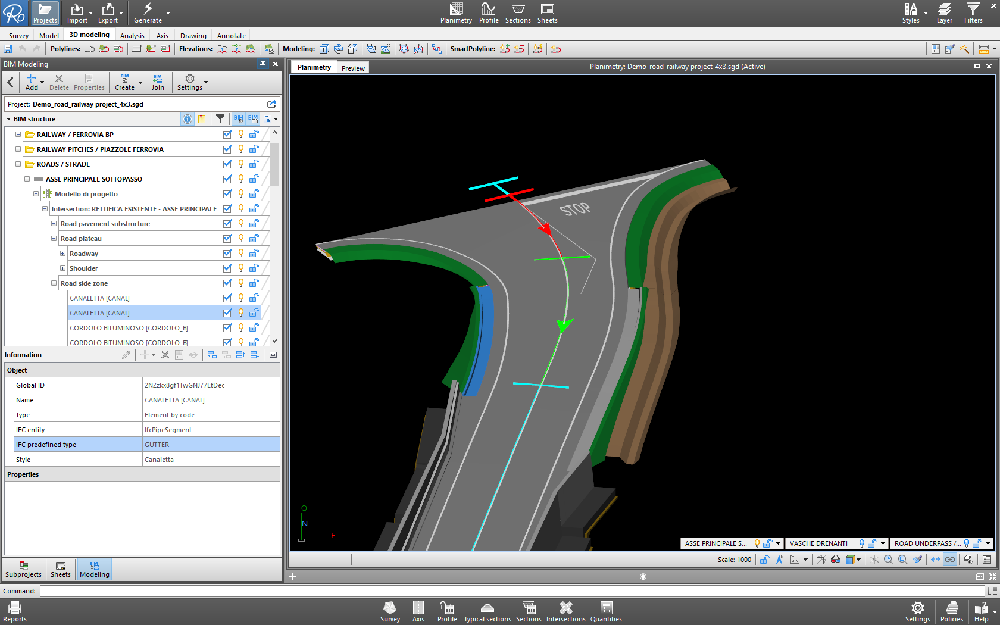 Ro
Projects
Import
Export
Generate
Planimetry
Profile
Sections
Sheets
Styles
Layer
Filters
Survey
Model
3D modeling
Analysis
Axis
Drawing
Annotate
Polylines:
Elevations:
Modeling:
SmartPolyline:
BIM Modeling
Add
Delete
Properties
Create
Join
Settings
Project: Demo_road_railway project_4x3.sgd
BIM structure
RAILWAY / FERROVIA BP
RAILWAY PITCHES / PIAZZOLE FERROVIA
ROADS / STRADE
ASSE PRINCIPALE SOTTOPASSO
Modello di progetto
Intersection: RETTIFICA ESISTENTE - ASSE PRINCIPALE
Road pavement substructure
Road plateau
Roadway
Shoulder
Road side zone
CANALETTA [CANAL]
CANALETTA [CANAL]
CORDOLO BITUMINOSO [CORDOLO_B]
CORDOLO BITUMINOSO [CORDOLO_B]
Information
Object
Global ID 2NZzkx8gf1TwGNJ77EtDec
Name CANALETTA [CANAL]
Type Element by code
IFC entity IfcPipeSegment
IFC predefined type GUTTER
Style Canaletta
Properties
Subprojects
Sheets
BIM
Modeling
Planimetry
Preview
Planimetry: Demo_road_railway project_4x3.sgd (Active)
STOP
Q
N
E
ASSE PRINCIPALE S...
VASCHE DRENANTI
ROAD UNDERPASS /...
Scale: 1000
Command:
Reports
Survey
Axis
Profile
Typical sections
Sections
Intersections
Quantities
Settings
Policies
Help